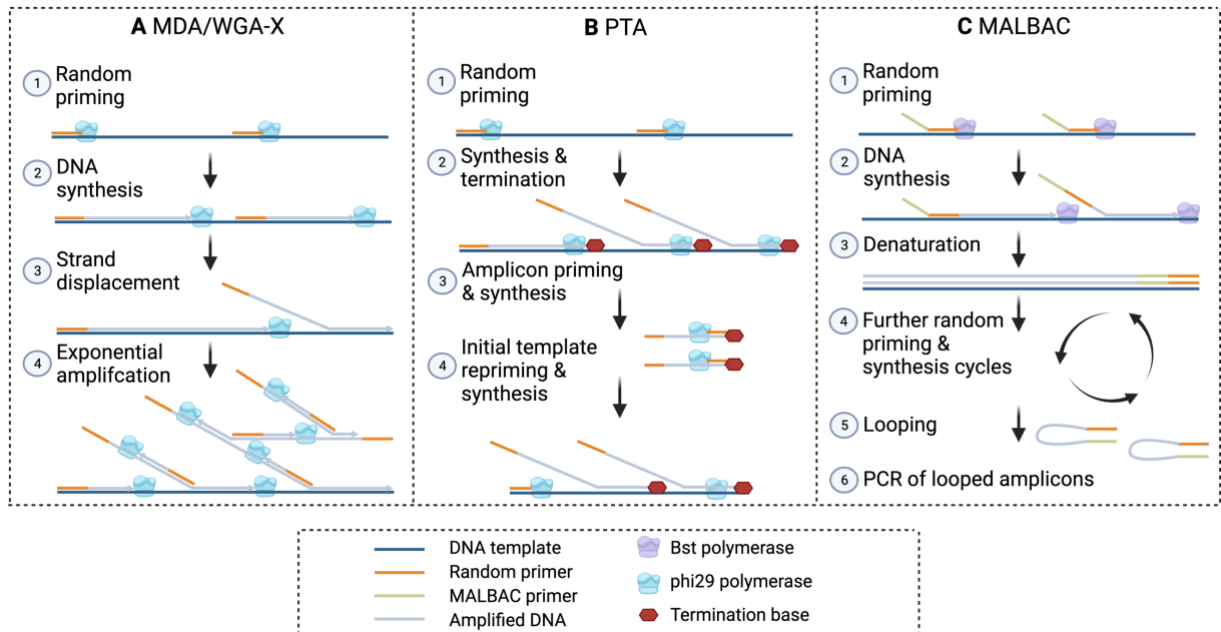 A MDA/WGA-X
1 Random
priming
2 DNA
synthesis
3 Strand
displacement
4 Exponential
amplifcation
B PTA
1 Random
priming
2 Synthesis &
termination
3 Amplicon priming
& synthesis
4 Initial template
repriming &
synthesis
C MALBAC
1 Random
priming
2 DNA
synthesis
3 Denaturation
4 Further random
priming &
synthesis cycles
5 Looping
6 PCR of looped amplicons
DNA template
Random primer
MALBAC primer
Amplified DNA
Bst polymerase
phi29 polymerase
Termination base